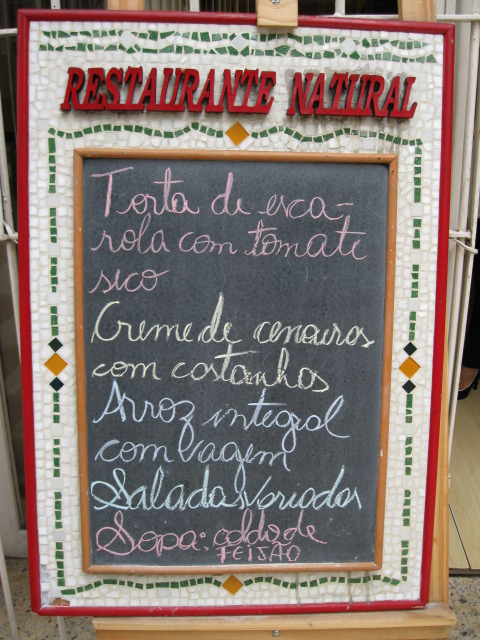 RESTAURANTE NATURAL
Torta de esca-
rola com tomate
seco
Creme de cenouras
com castanhas
Arroz integral
com vagem
Saladas Variadas
Sopa: caldo de
FEIJÃO